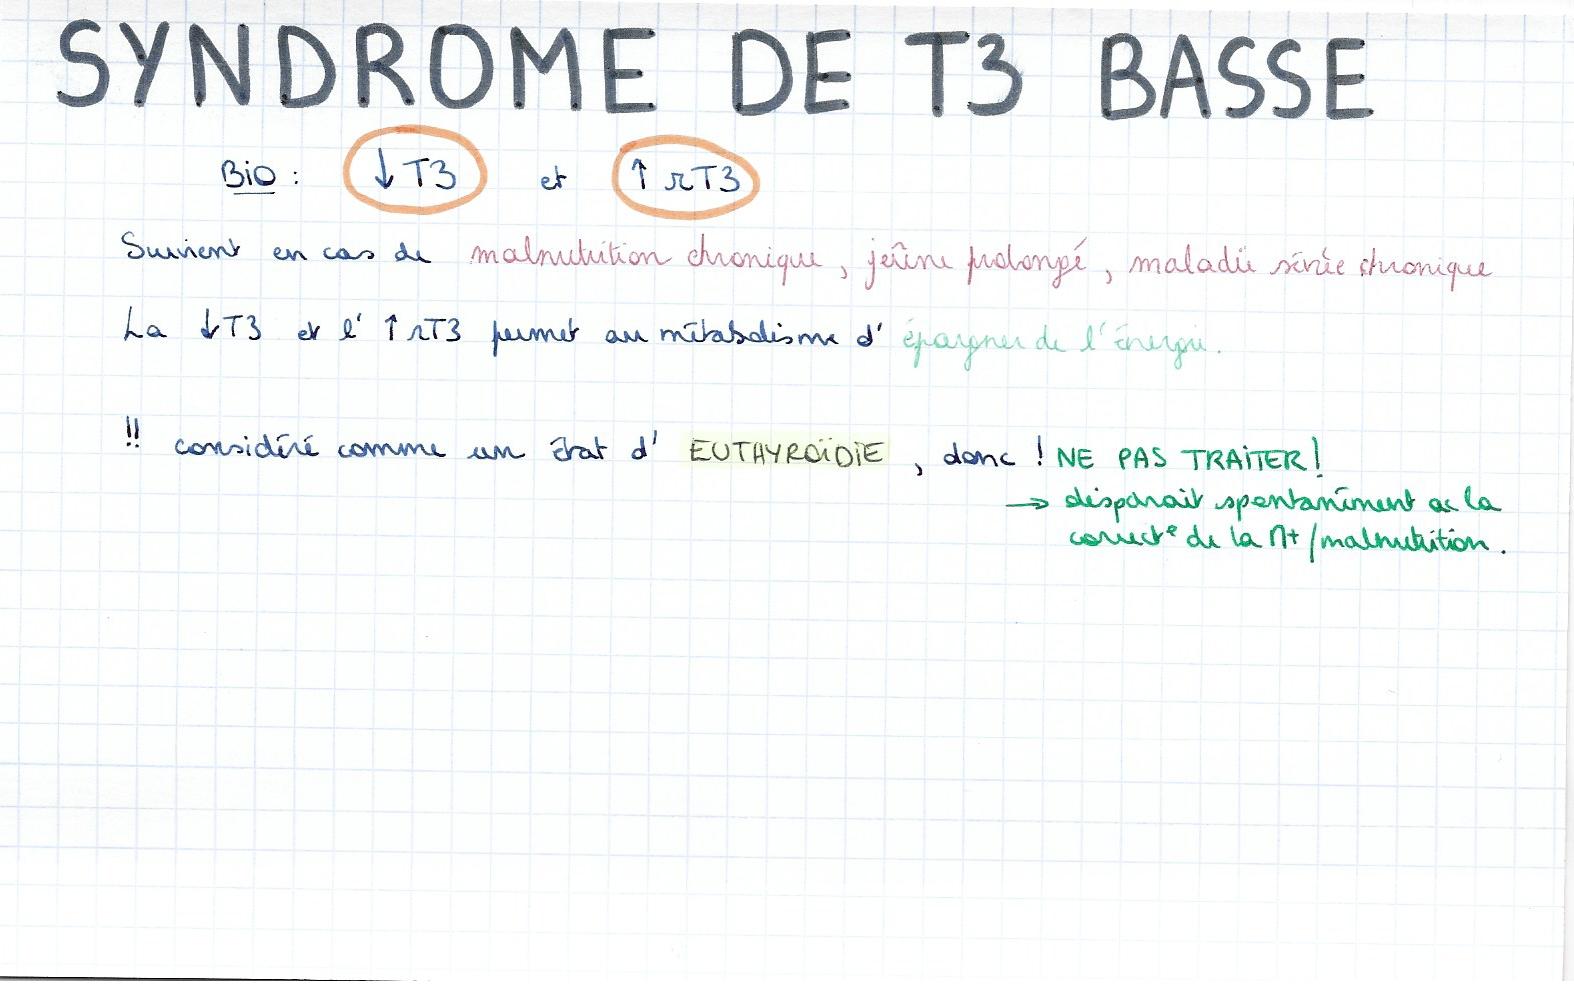 SYNDROME DE T3 BASSE
BiO : ↓ T3 et ↑ rT3
Survient en cas de malnutrition chronique, jeûne prolongé, maladie sévère chronique
La ↓T3 et l' ↑ rT3 permet au métabolisme d' épargner de l'énergie.
!! considéré comme un état d' EUTHYROÏDIE, donc ! NE PAS TRAITER!
→ disparait spontanément ac la
correct° de la M+ / malnutrition.